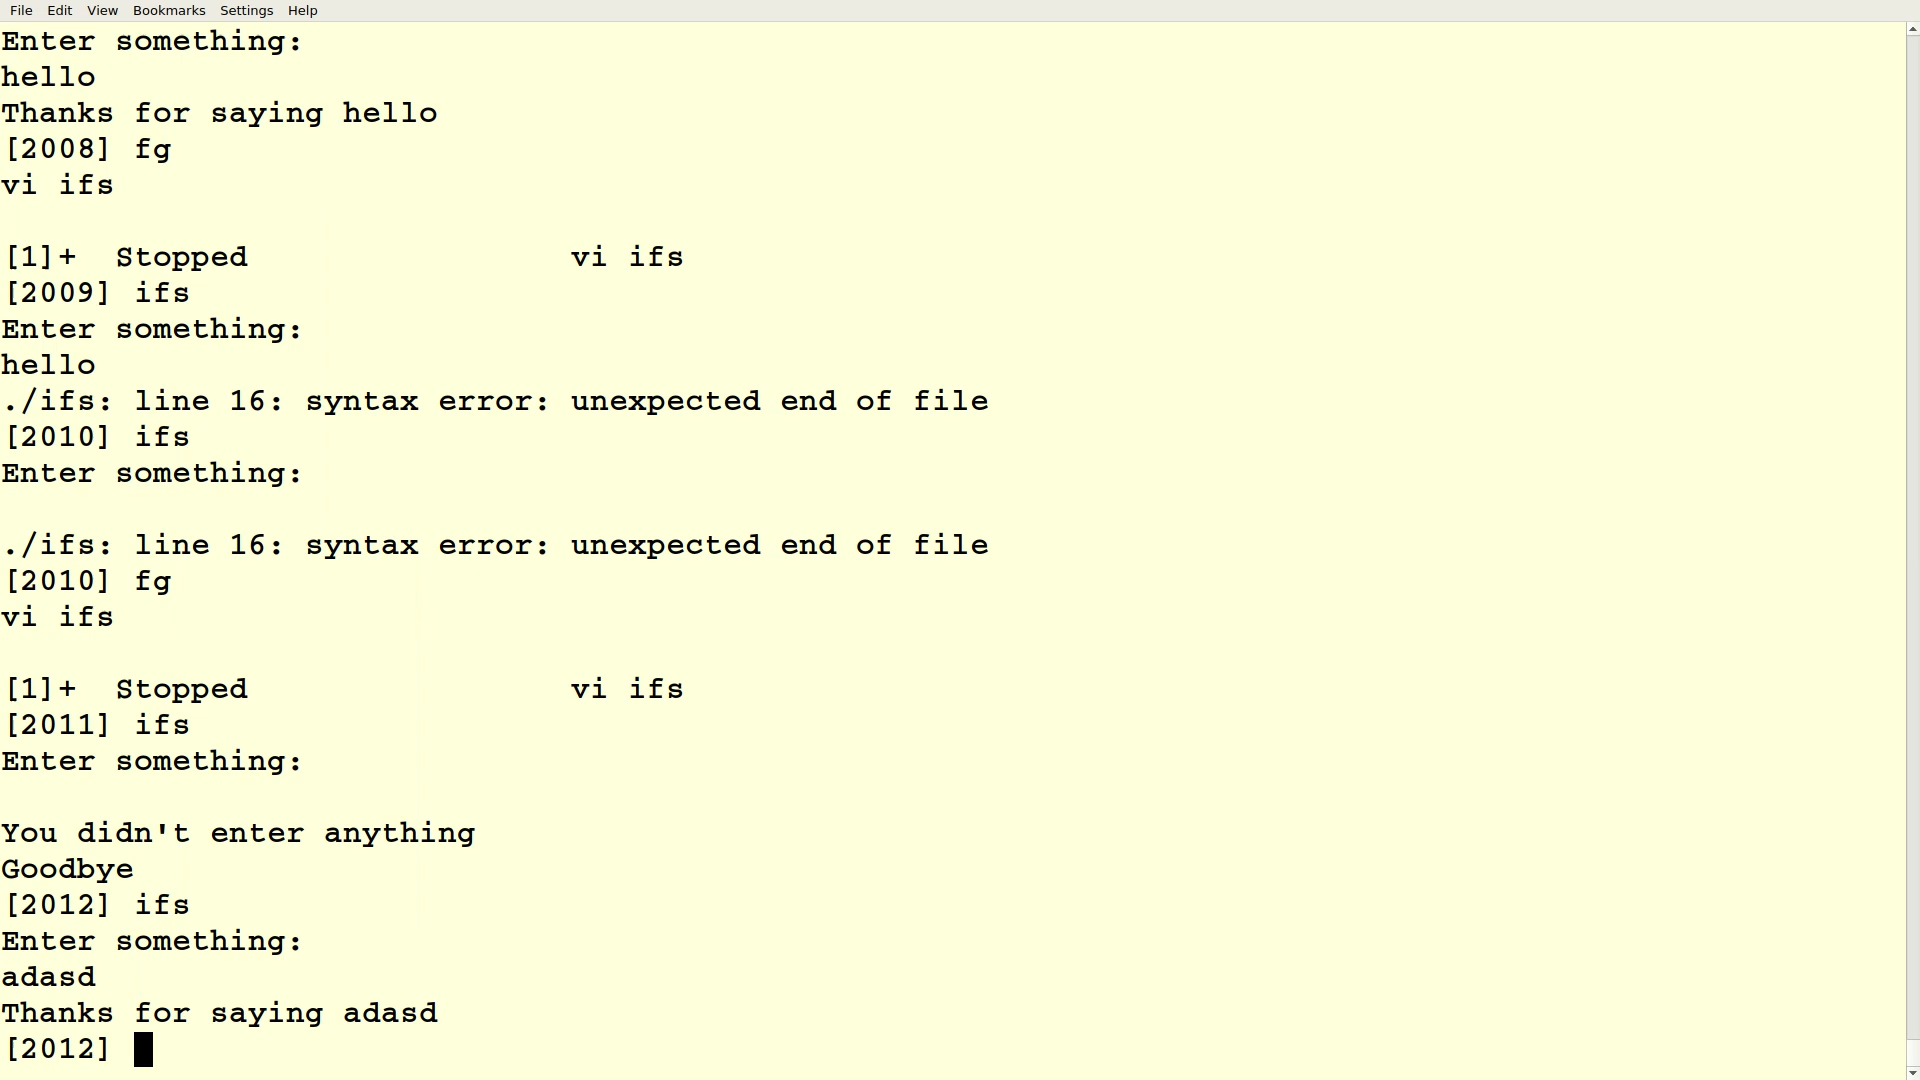 File Edit View Bookmarks Settings Help
Enter something:
hello
Thanks for saying hello
[2008] fg
vi ifs
[1]+  Stopped                 vi ifs
[2009] ifs
Enter something:
hello
./ifs: line 16: syntax error: unexpected end of file
[2010] ifs
Enter something:
./ifs: line 16: syntax error: unexpected end of file
[2010] fg
vi ifs
[1]+  Stopped                 vi ifs
[2011] ifs
Enter something:
You didn't enter anything
Goodbye
[2012] ifs
Enter something:
adasd
Thanks for saying adasd
[2012]